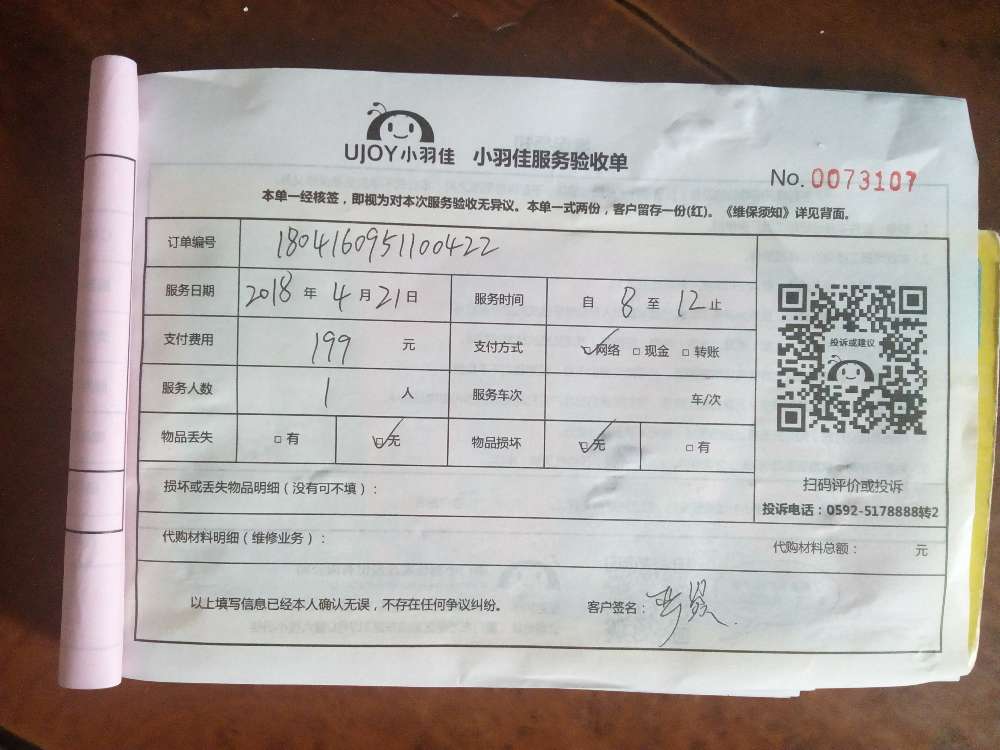 UJOY小羽佳 小羽佳服务验收单
No. 0073107
本单一经核签，即视为对本次服务验收无异议。本单一式两份，客户留存一份(红)。《维保须知》详见背面。
订单编号 1804160951100422
服务日期 2018 年 4 月 21 日 服务时间 自 8 至 12 止
支付费用 199 元 支付方式 ☑网络 □现金 □转账
服务人数 1 人 服务车次 车/次
物品丢失 □有 ☑无 物品损坏 ☑无 □有
投诉或建议
扫码评价或投诉
投诉电话：0592-5178888转2
损坏或丢失物品明细（没有可不填）：
代购材料明细（维修业务）： 代购材料总额： 元
以上填写信息已经本人确认无误，不存在任何争议纠纷。 客户签名：